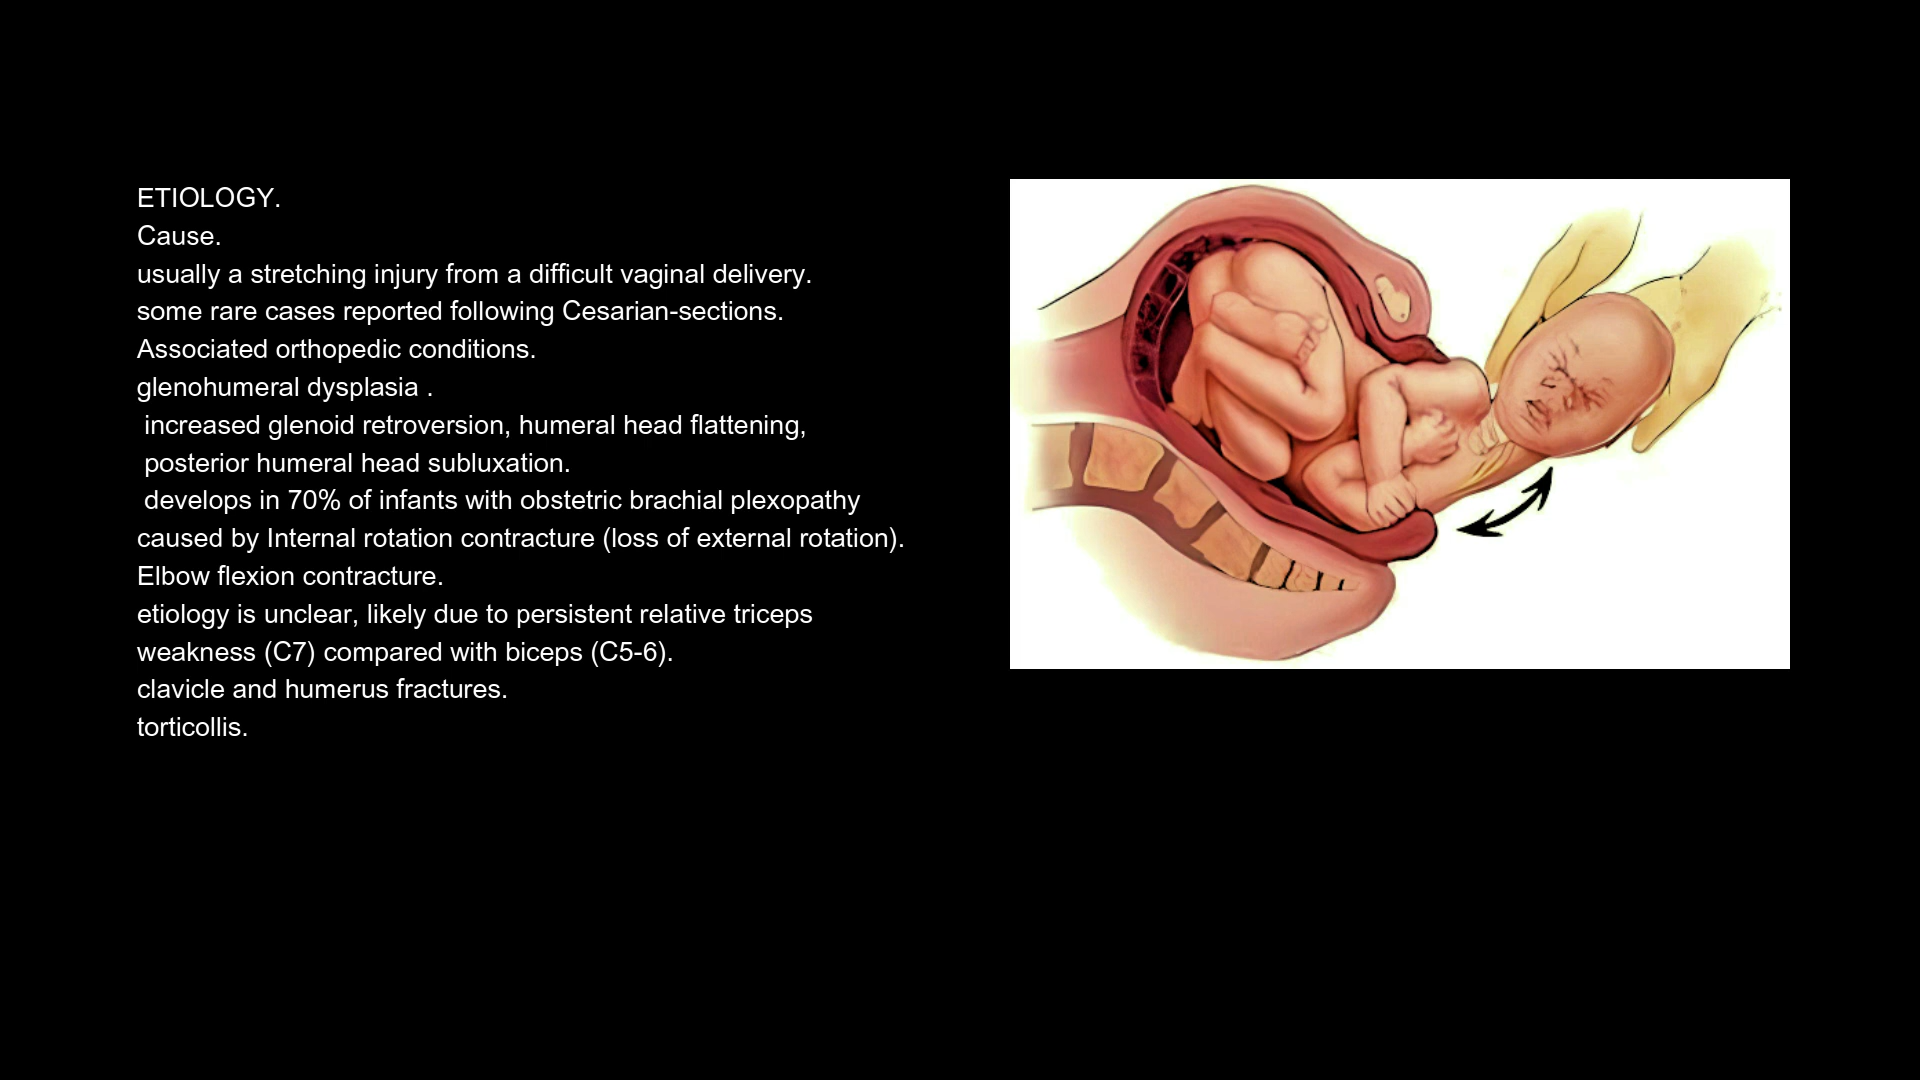 ETIOLOGY.
Cause.
usually a stretching injury from a difficult vaginal delivery.
some rare cases reported following Cesarian-sections.
Associated orthopedic conditions.
glenohumeral dysplasia .
increased glenoid retroversion, humeral head flattening,
posterior humeral head subluxation.
develops in 70% of infants with obstetric brachial plexopathy
caused by Internal rotation contracture (loss of external rotation).
Elbow flexion contracture.
etiology is unclear, likely due to persistent relative triceps
weakness (C7) compared with biceps (C5-6).
clavicle and humerus fractures.
torticollis.